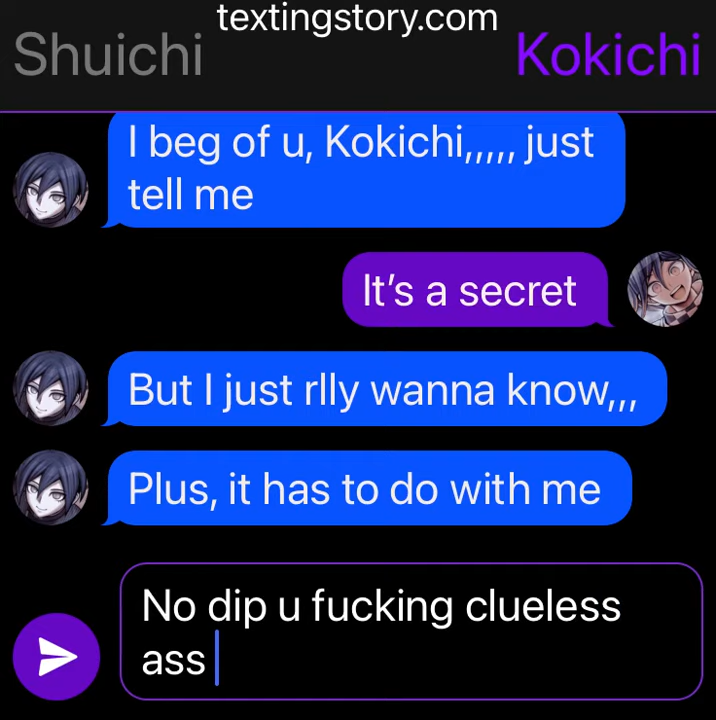 textingstory.com
Shuichi
Kokichi
I beg of u, Kokichi,,,,, just
tell me
It’s a secret
But I just rlly wanna know,,,
Plus, it has to do with me
No dip u fucking clueless
ass